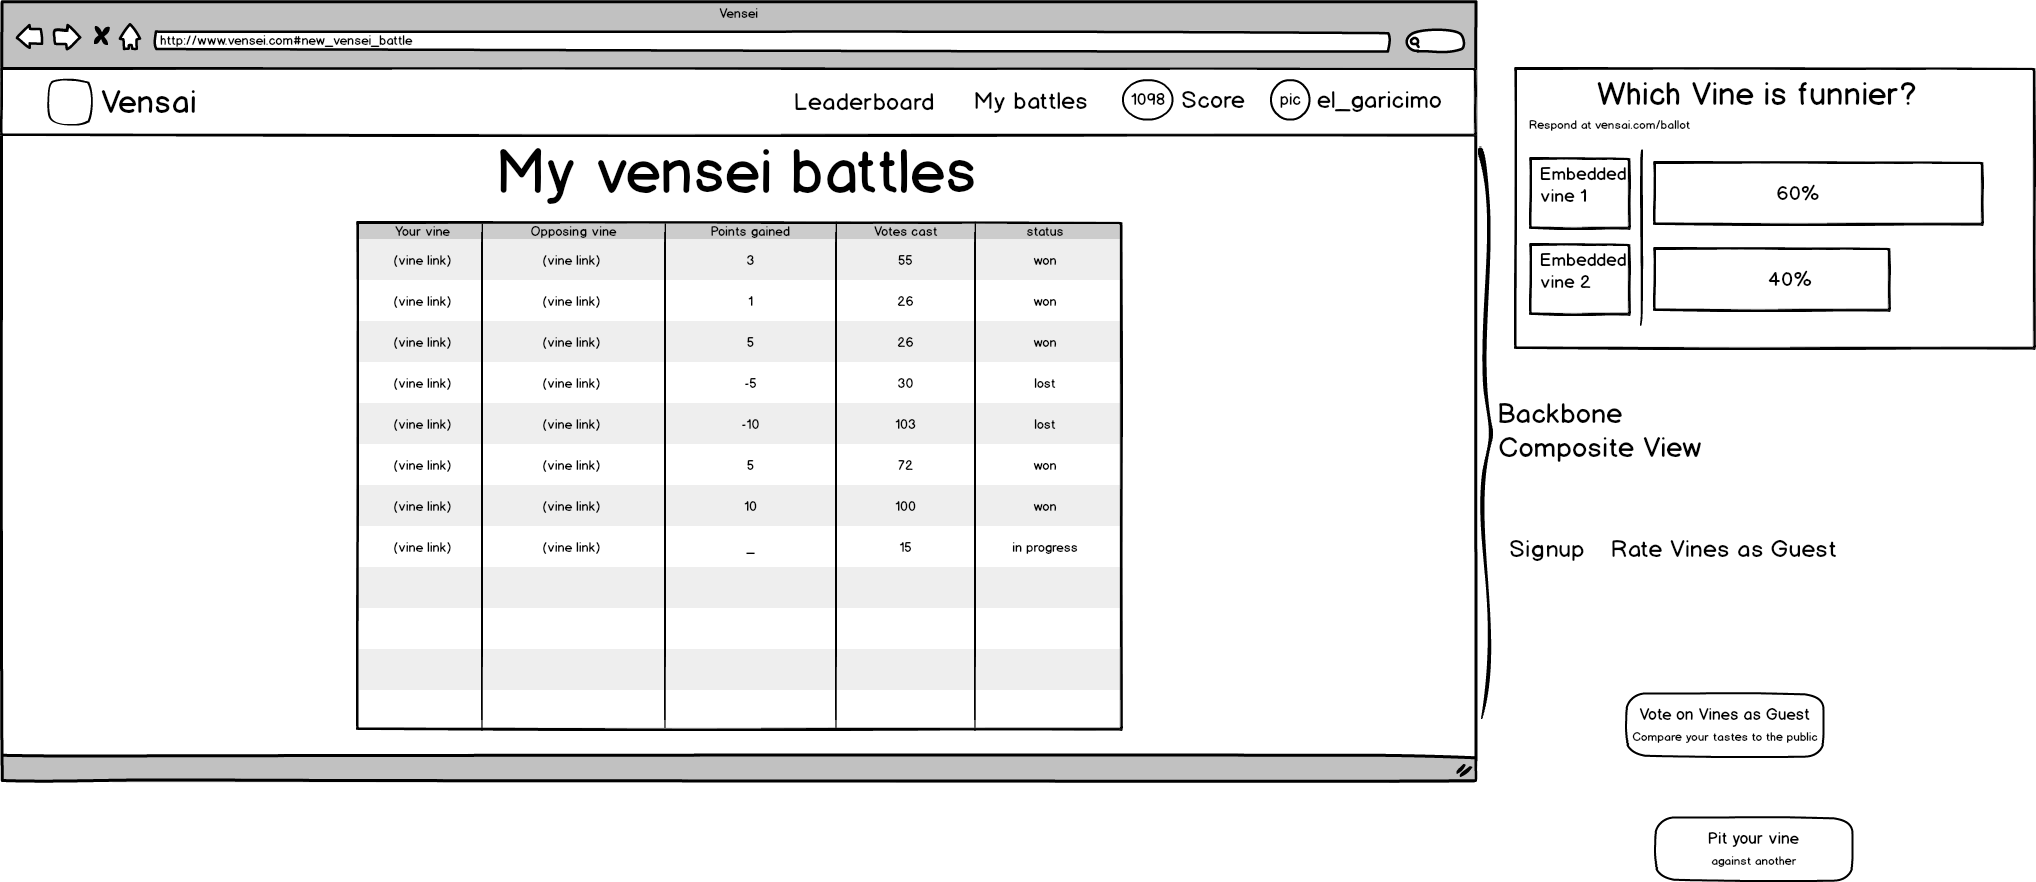 Vensei
http://www.vensei.com#new_vensei_battle
Vensai
Leaderboard
My battles
1098
Score
pic
el_garicimo
My vensei battles
Your vine
Opposing vine
Points gained
Votes cast
status
(vine link)
(vine link)
3
55
won
(vine link)
(vine link)
1
26
won
(vine link)
(vine link)
5
26
won
(vine link)
(vine link)
-5
30
lost
(vine link)
(vine link)
-10
103
lost
(vine link)
(vine link)
5
72
won
(vine link)
(vine link)
10
100
won
(vine link)
(vine link)
_
15
in progress
Which Vine is funnier?
Respond at vensai.com/ballot
Embedded
vine 1
60%
Embedded
vine 2
40%
Backbone
Composite View
Signup
Rate Vines as Guest
Vote on Vines as Guest
Compare your tastes to the public
Pit your vine
against another